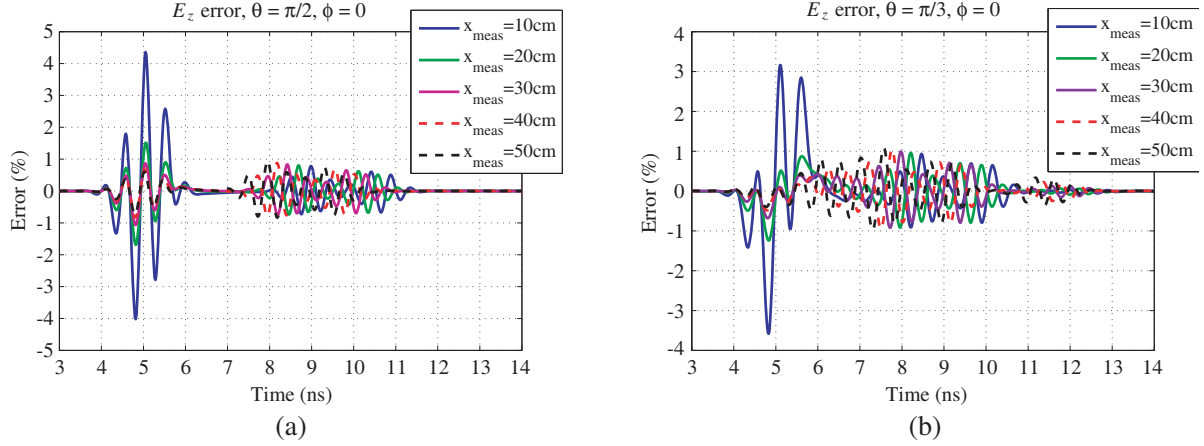 E_z error, θ = π/2, ϕ = 0
x_meas=10cm
x_meas=20cm
x_meas=30cm
x_meas=40cm
x_meas=50cm
5
4
3
2
1
0
-1
-2
-3
-4
-5
Error (%)
3 4 5 6 7 8 9 10 11 12 13 14
Time (ns)
(a)
E_z error, θ = π/3, ϕ = 0
x_meas=10cm
x_meas=20cm
x_meas=30cm
x_meas=40cm
x_meas=50cm
4
3
2
1
0
-1
-2
-3
-4
Error (%)
3 4 5 6 7 8 9 10 11 12 13 14
Time (ns)
(b)